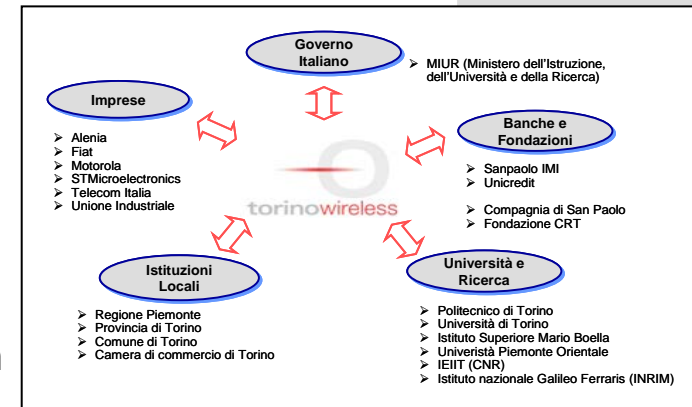 Governo
Italiano
➢ MIUR (Ministero dell'Istruzione,
dell'Università e della Ricerca)
Imprese
➢ Alenia
➢ Fiat
➢ Motorola
➢ STMicroelectronics
➢ Telecom Italia
➢ Unione Industriale
Banche e
Fondazioni
➢ Sanpaolo IMI
➢ Unicredit
➢ Compagnia di San Paolo
➢ Fondazione CRT
torinowireless
Istituzioni
Locali
➢ Regione Piemonte
➢ Provincia di Torino
➢ Comune di Torino
➢ Camera di commercio di Torino
Università e
Ricerca
➢ Politecnico di Torino
➢ Università di Torino
➢ Istituto Superiore Mario Boella
➢ Univeristà Piemonte Orientale
➢ IEIIT (CNR)
➢ Istituto nazionale Galileo Ferraris (INRIM)